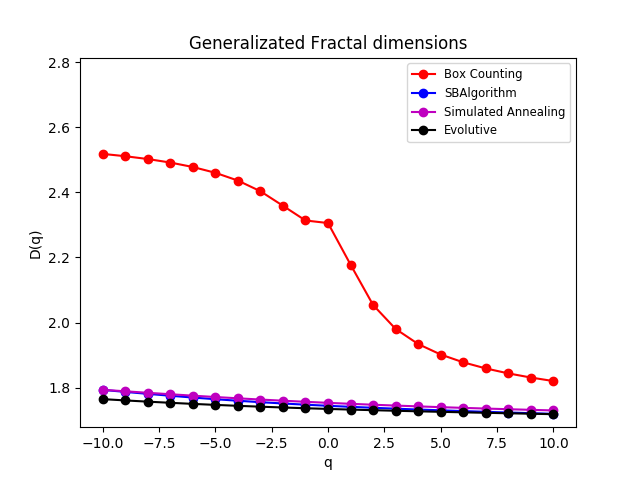 Generalizated Fractal dimensions
Box Counting
SBAlgorithm
Simulated Annealing
Evolutive
D(q)
2.8
2.6
2.4
2.2
2.0
1.8
−10.0 −7.5 −5.0 −2.5 0.0 2.5 5.0 7.5 10.0
q